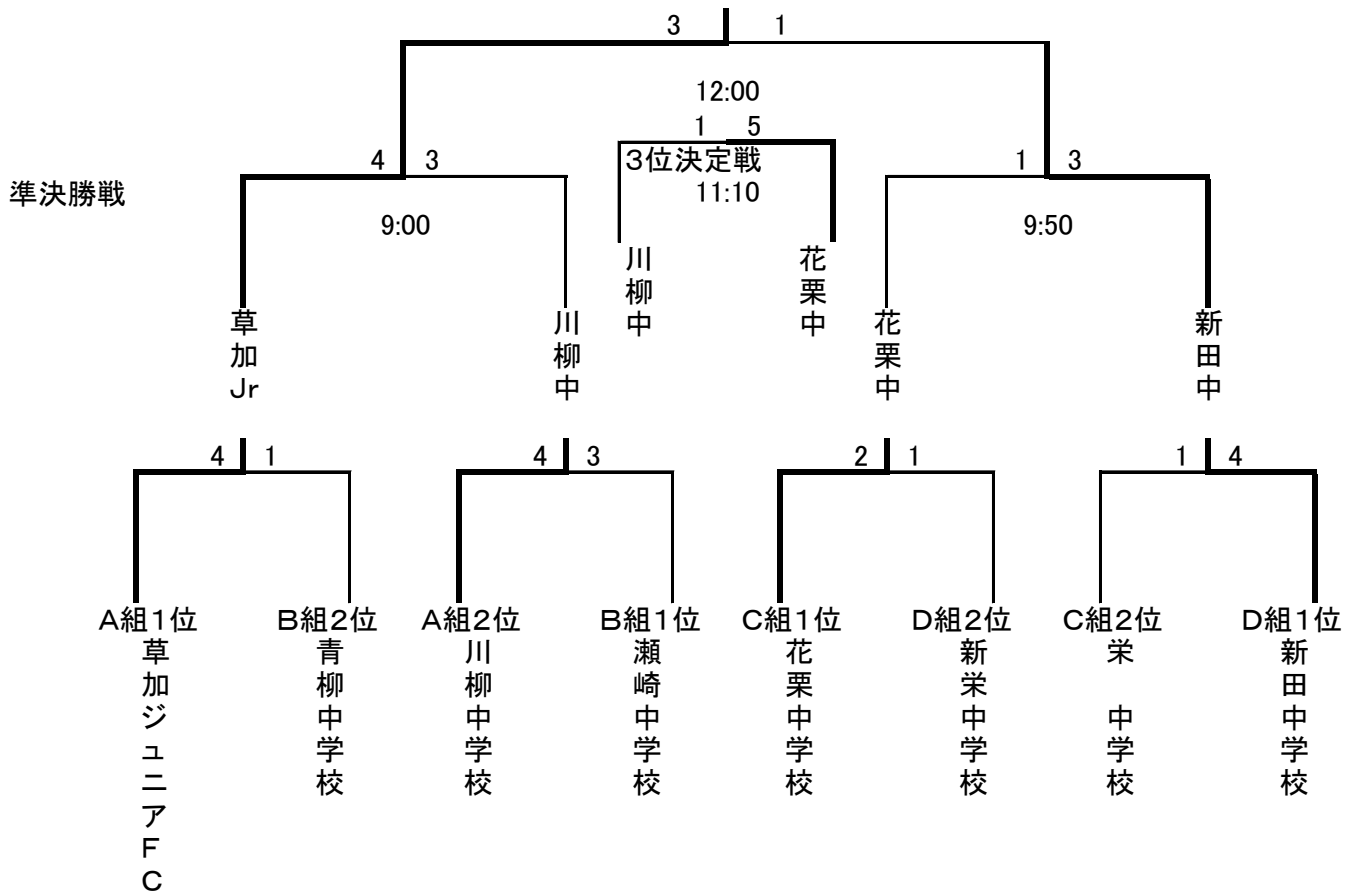 3 1
12:00
1 5
3位決定戦
11:10
4 3
1 3
準決勝戦
9:00
9:50
川柳中
花栗中
草加Jr
川柳中
花栗中
新田中
4 1
4 3
2 1
1 4
A組1位
草加ジュニアFC
B組2位
青柳中学校
A組2位
川柳中学校
B組1位
瀬崎中学校
C組1位
花栗中学校
D組2位
新栄中学校
C組2位
栄　中学校
D組1位
新田中学校